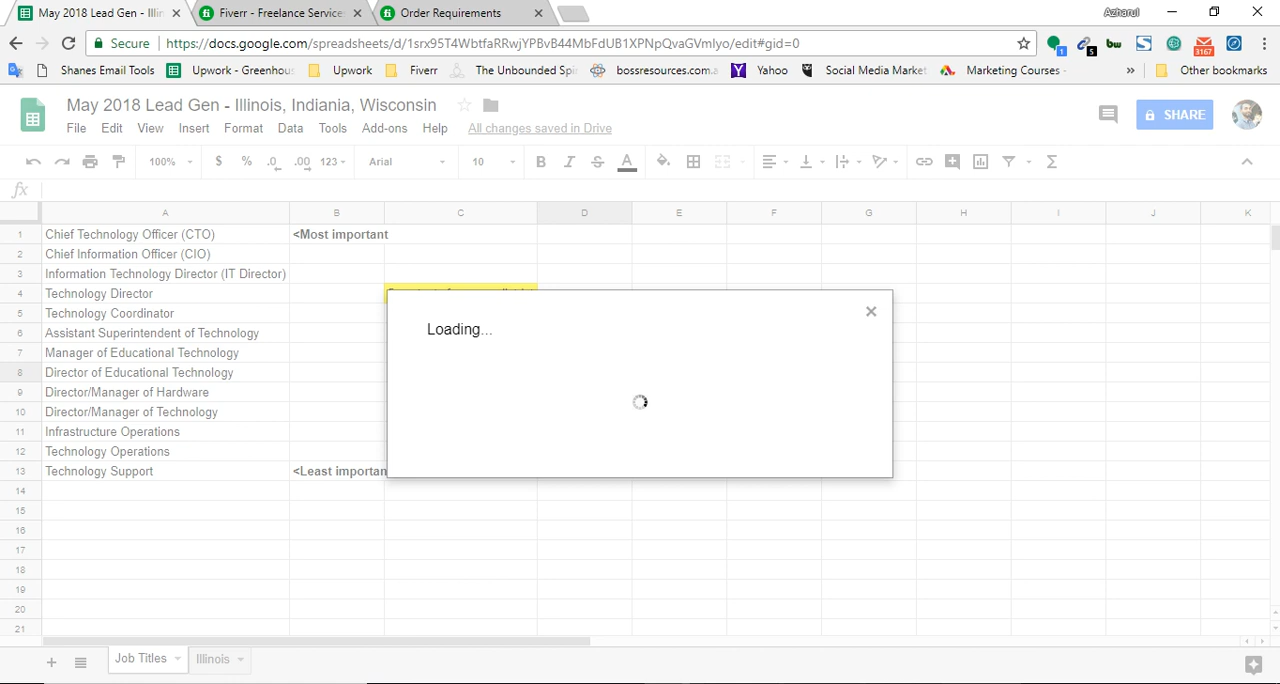 May 2018 Lead Gen - Illin
Fiverr - Freelance Service
Order Requirements
Azharul
Secure
https://docs.google.com/spreadsheets/d/1srx95T4WbtfaRRwjYPBvB44MbFdUB1XPNpQvaGVmIyo/edit#gid=0
1
5
bw
3167
Shanes Email Tools
Upwork - Greenhous
Upwork
Fiverr
The Unbounded Spi
bossresources.com.a
Yahoo
Social Media Market
Marketing Courses -
»
Other bookmarks
May 2018 Lead Gen - Illinois, Indiania, Wisconsin
File Edit View Insert Format Data Tools Add-ons Help All changes saved in Drive
SHARE
100% $ % .0 .00 123 Arial 10 B I S A Σ
fx
A B C D E F G H I J K
1 Chief Technology Officer (CTO) <Most important
2 Chief Information Officer (CIO)
3 Information Technology Director (IT Director)
4 Technology Director
5 Technology Coordinator
6 Assistant Superintendent of Technology
7 Manager of Educational Technology
8 Director of Educational Technology
9 Director/Manager of Hardware
10 Director/Manager of Technology
11 Infrastructure Operations
12 Technology Operations
13 Technology Support <Least importan
14
15
16
17
18
19
20
21
Loading...
Job Titles
Illinois